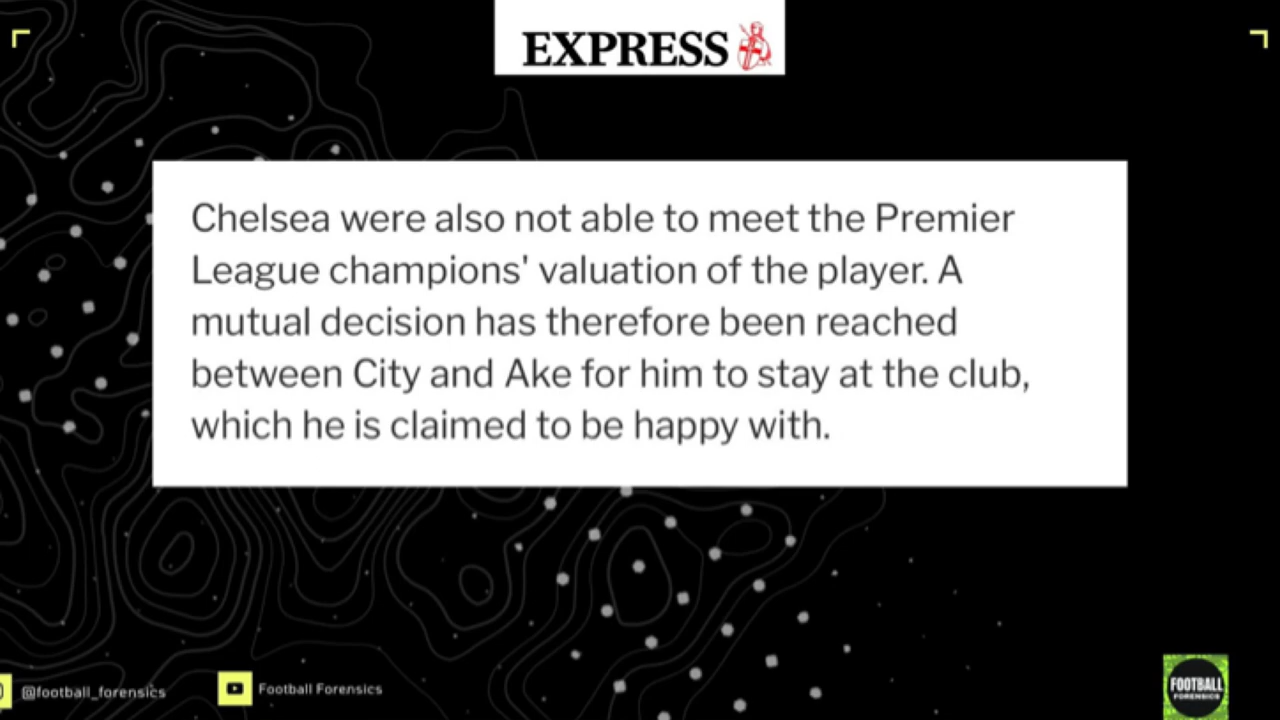 EXPRESS
Chelsea were also not able to meet the Premier
League champions' valuation of the player. A
mutual decision has therefore been reached
between City and Ake for him to stay at the club,
which he is claimed to be happy with.
@football_forensics
Football Forensics
FOOTBALL
FORENSICS